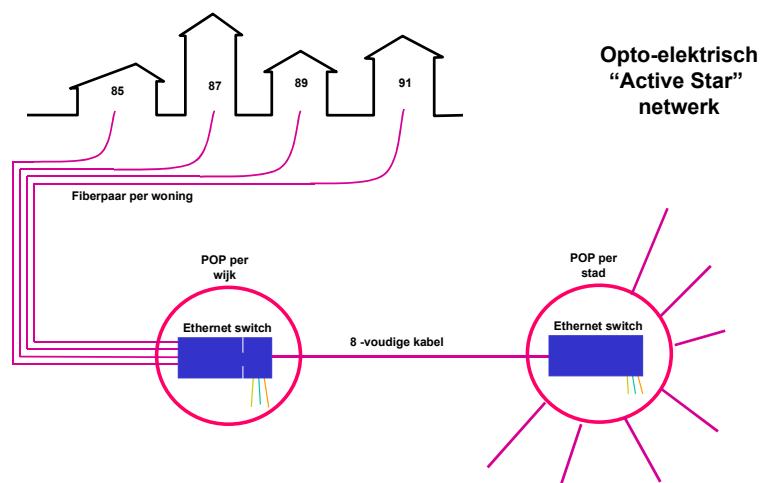 Opto-elektrisch
“Active Star”
netwerk
85
87
89
91
Fiberpaar per woning
POP per
wijk
Ethernet switch
8 -voudige kabel
POP per
stad
Ethernet switch